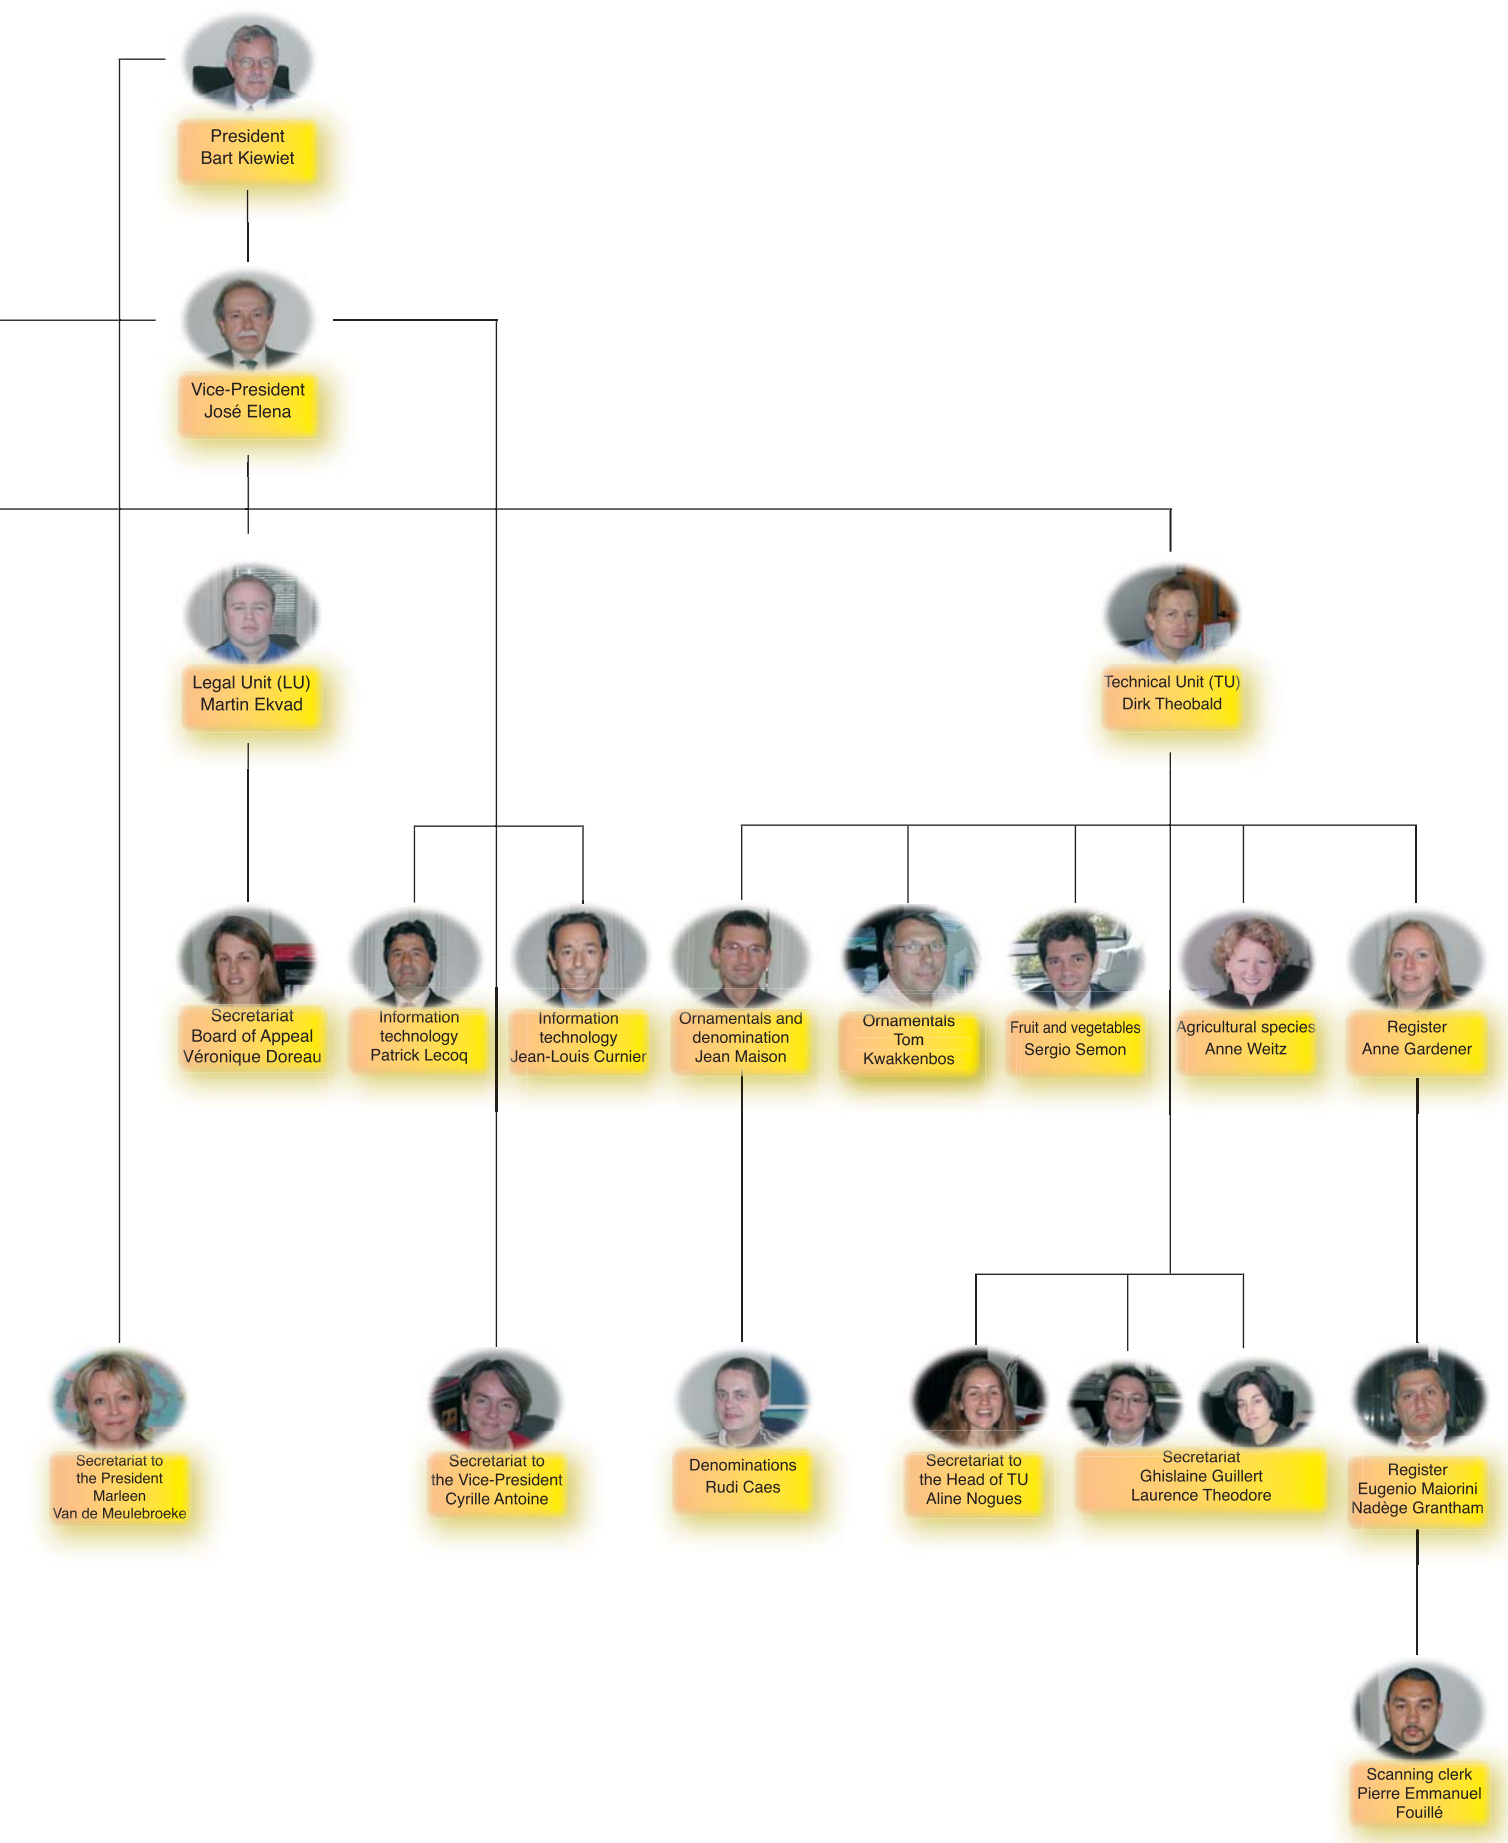 President
Bart Kiewiet
Vice-President
José Elena
Legal Unit (LU)
Martin Ekvad
Technical Unit (TU)
Dirk Theobald
Secretariat
Board of Appeal
Véronique Doreau
Information
technology
Patrick Lecoq
Information
technology
Jean-Louis Curnier
Ornamentals and
denomination
Jean Maison
Ornamentals
Tom
Kwakkenbos
Fruit and vegetables
Sergio Semon
Agricultural species
Anne Weitz
Register
Anne Gardener
Secretariat to
the President
Marleen
Van de Meulebroeke
Secretariat to
the Vice-President
Cyrille Antoine
Denominations
Rudi Caes
Secretariat to
the Head of TU
Aline Nogues
Secretariat
Ghislaine Guillert
Laurence Theodore
Register
Eugenio Maiorini
Nadège Grantham
Scanning clerk
Pierre Emmanuel
Fouillé